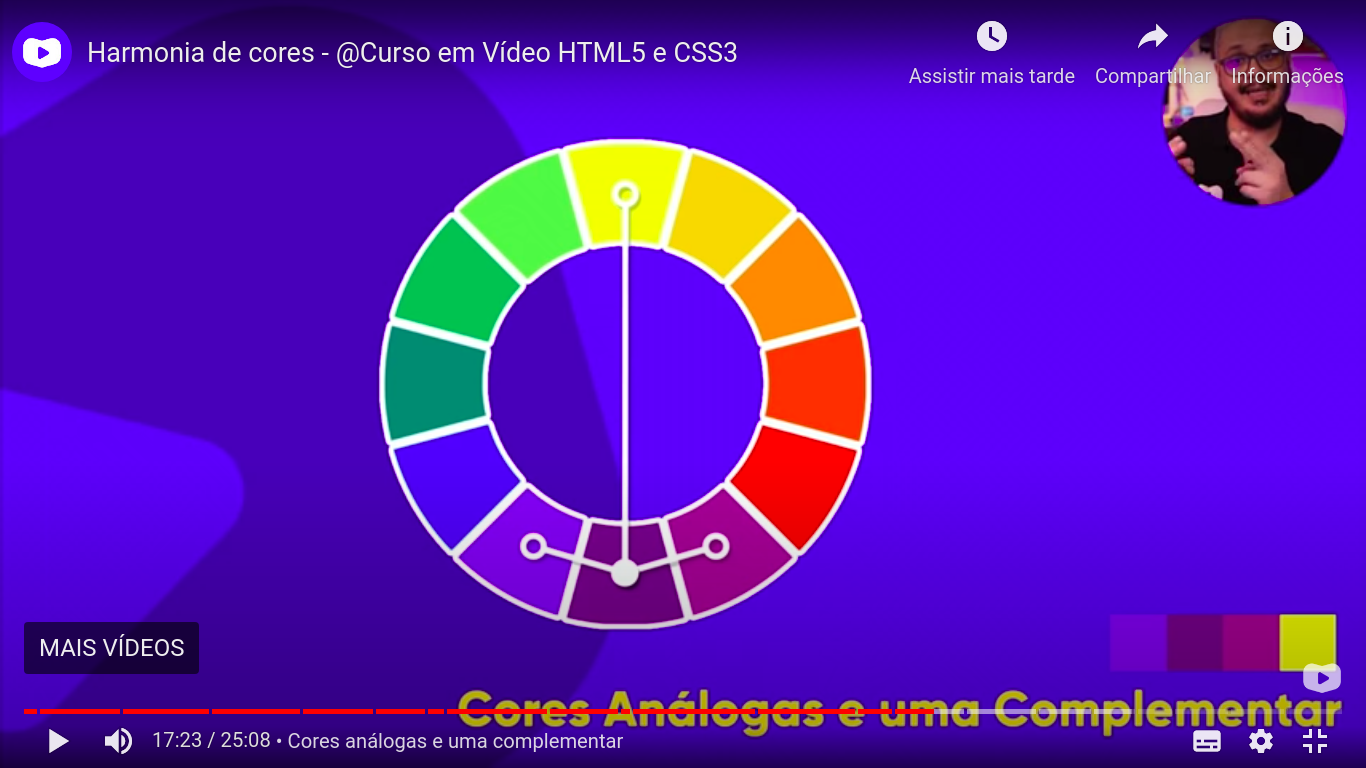 Harmonia de cores - @Curso em Vídeo HTML5 e CSS3
Assistir mais tarde
Compartilhar
Informações
MAIS VÍDEOS
Cores Análogas e uma Complementar
17:23 / 25:08 • Cores análogas e uma complementar